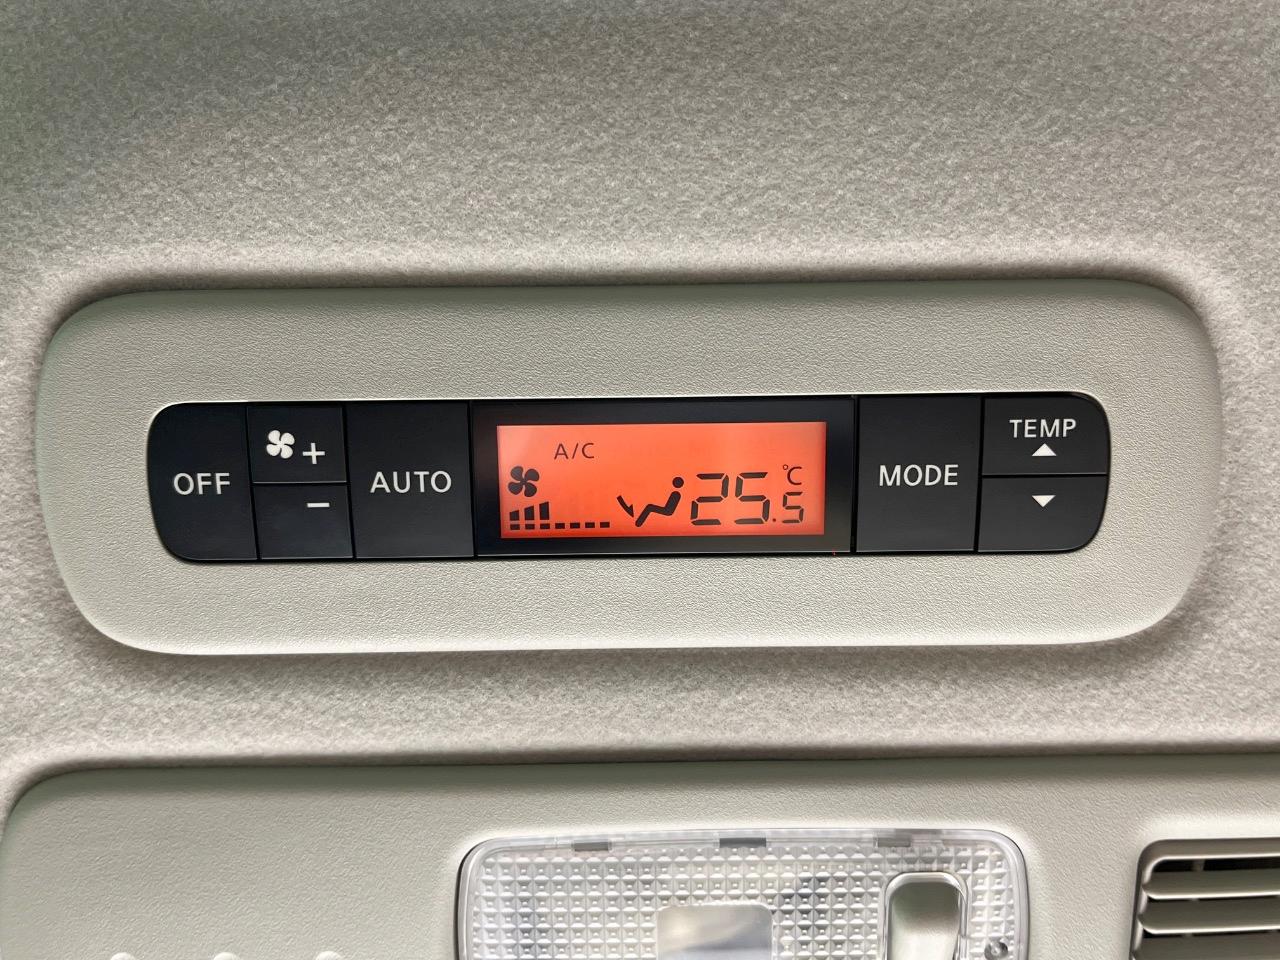 OFF
+
-
AUTO
A/C
25.5 ℃
MODE
TEMP